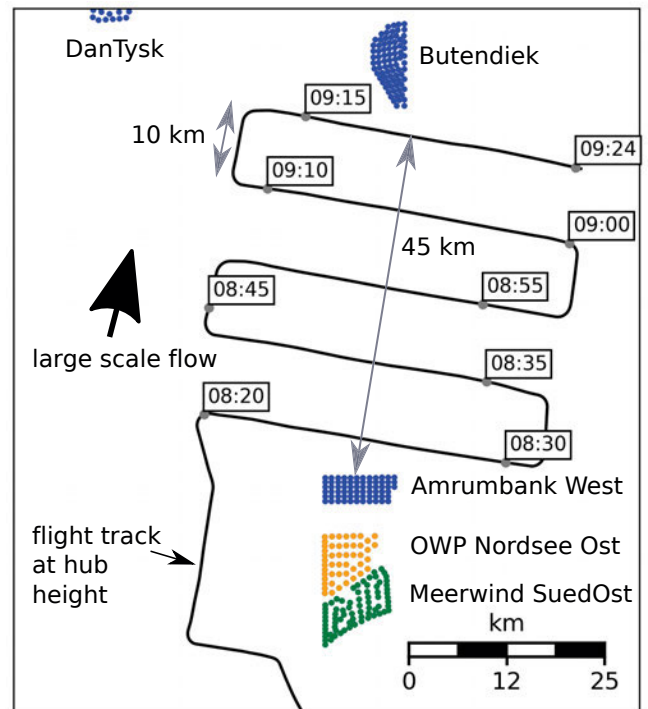 DanTysk
Butendiek
09:15
10 km
09:24
09:10
09:00
45 km
08:45
08:55
large scale flow
08:35
08:20
08:30
Amrumbank West
flight track
at hub
height
OWP Nordsee Ost
Meerwind SuedOst
km
0 12 25